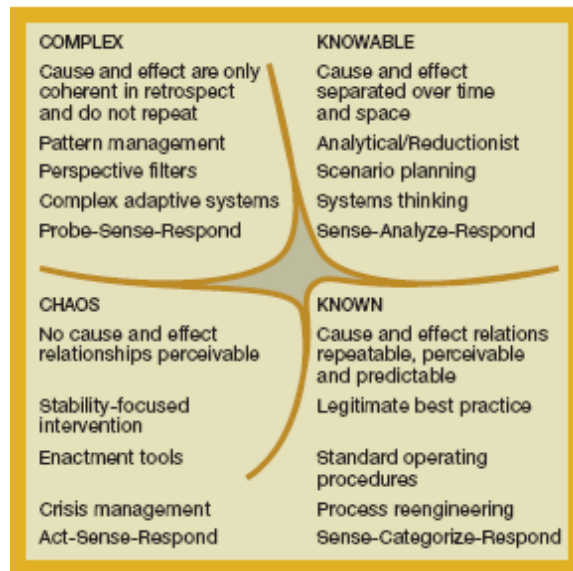 COMPLEX
Cause and effect are only
coherent in retrospect
and do not repeat
Pattern management
Perspective filters
Complex adaptive systems
Probe-Sense-Respond
KNOWABLE
Cause and effect
separated over time
and space
Analytical/Reductionist
Scenario planning
Systems thinking
Sense-Analyze-Respond
CHAOS
No cause and effect
relationships perceivable
Stability-focused
intervention
Enactment tools
Crisis management
Act-Sense-Respond
KNOWN
Cause and effect relations
repeatable, perceivable
and predictable
Legitimate best practice
Standard operating
procedures
Process reengineering
Sense-Categorize-Respond